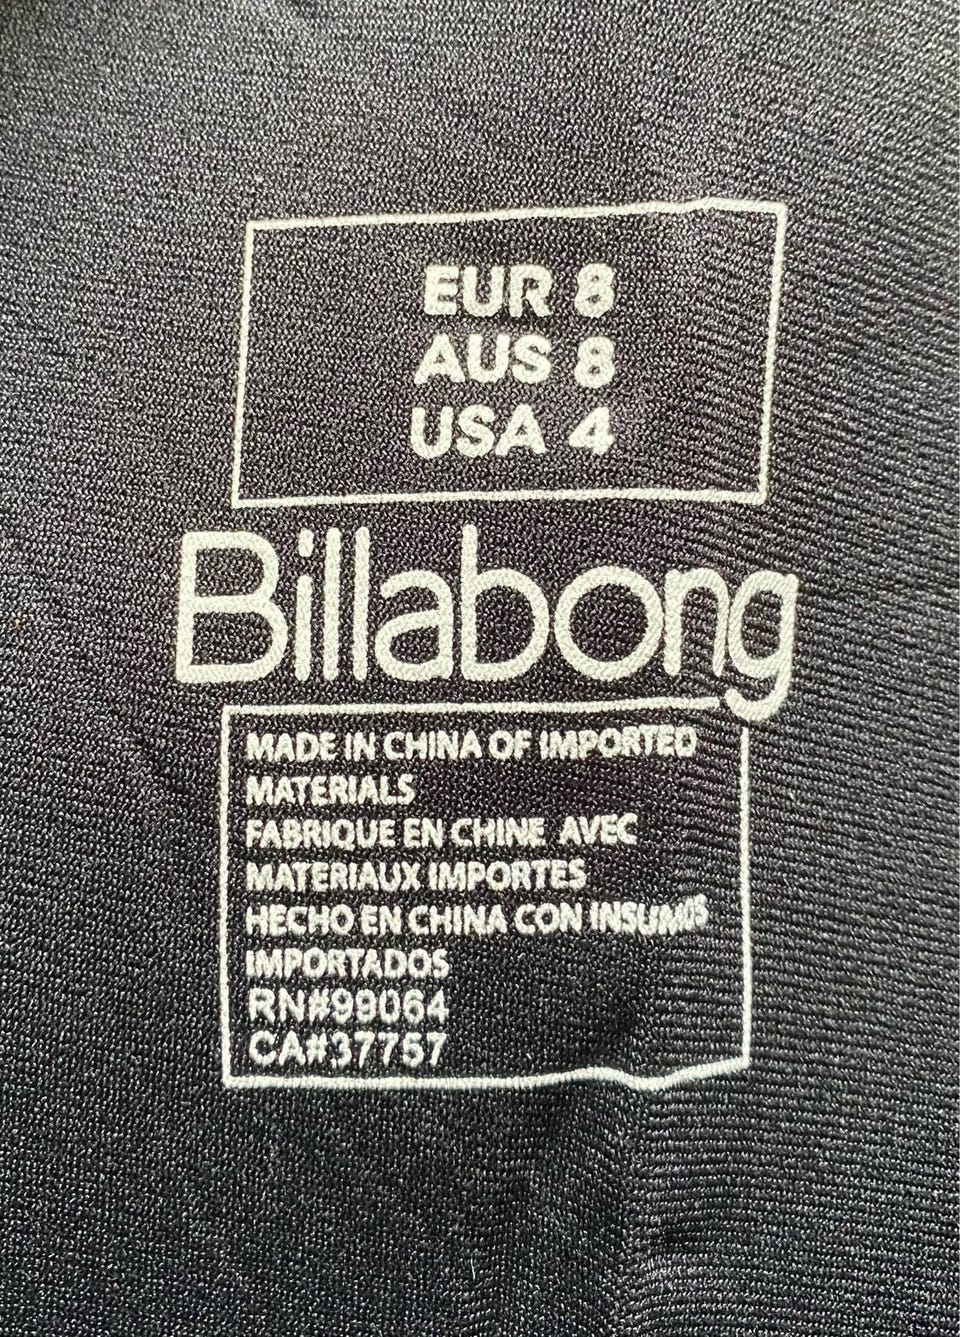 EUR 8
AUS 8
USA 4
Billabong
MADE IN CHINA OF IMPORTED
MATERIALS
FABRIQUE EN CHINE AVEC
MATERIAUX IMPORTES
HECHO EN CHINA CON INSUMOS
IMPORTADOS
RN#99064
CA#37757